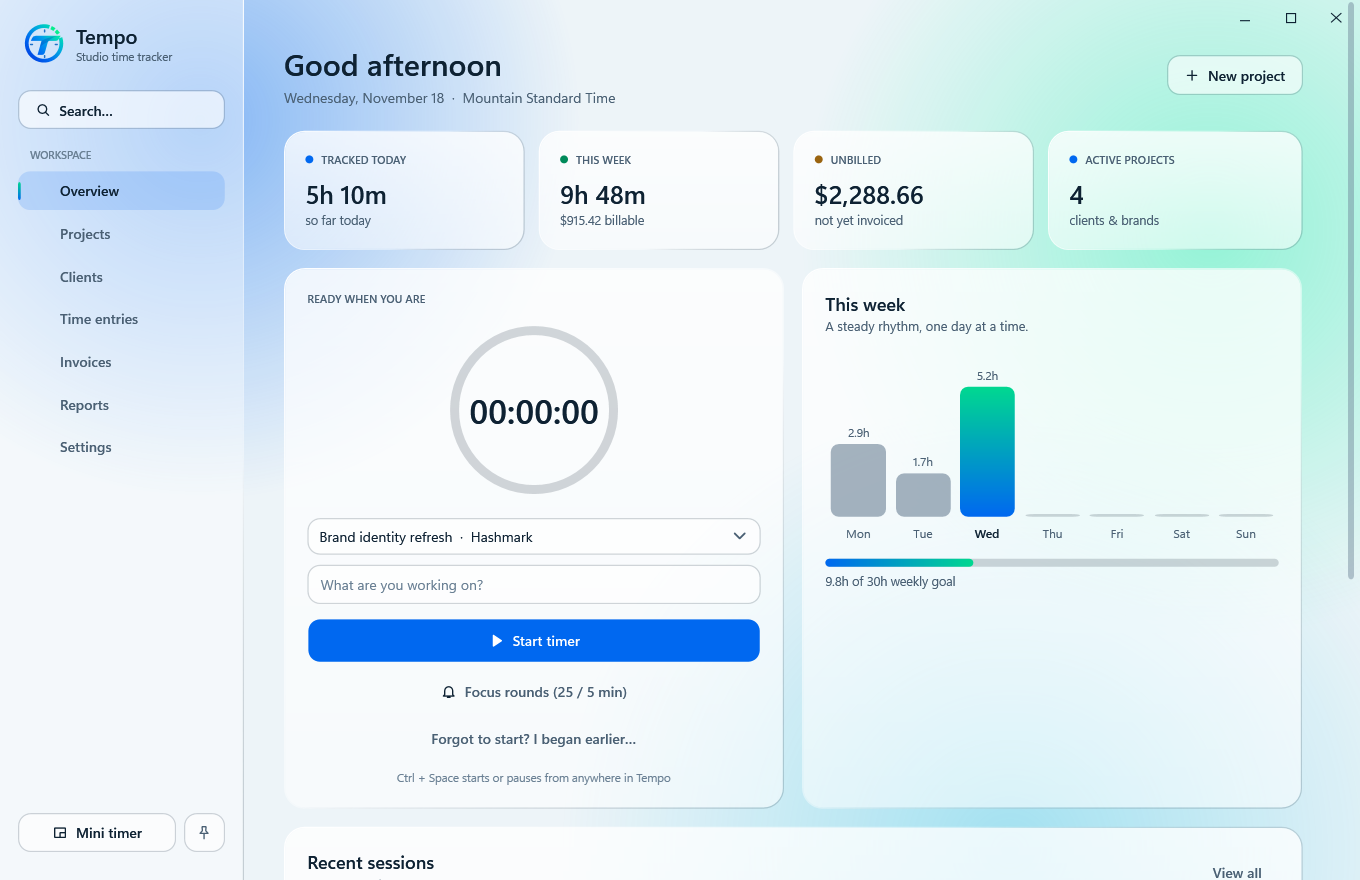 Tempo
Studio time tracker
Search...
WORKSPACE
Overview
Projects
Clients
Time entries
Invoices
Reports
Settings
Mini timer
Good afternoon
Wednesday, November 18 · Mountain Standard Time
New project
TRACKED TODAY
5h 10m
so far today
THIS WEEK
9h 48m
$915.42 billable
UNBILLED
$2,288.66
not yet invoiced
ACTIVE PROJECTS
4
clients & brands
READY WHEN YOU ARE
00:00:00
Brand identity refresh · Hashmark
What are you working on?
Start timer
Focus rounds (25 / 5 min)
Forgot to start? I began earlier...
Ctrl + Space starts or pauses from anywhere in Tempo
This week
A steady rhythm, one day at a time.
5.2h
2.9h
1.7h
Mon Tue Wed Thu Fri Sat Sun
9.8h of 30h weekly goal
Recent sessions
View all